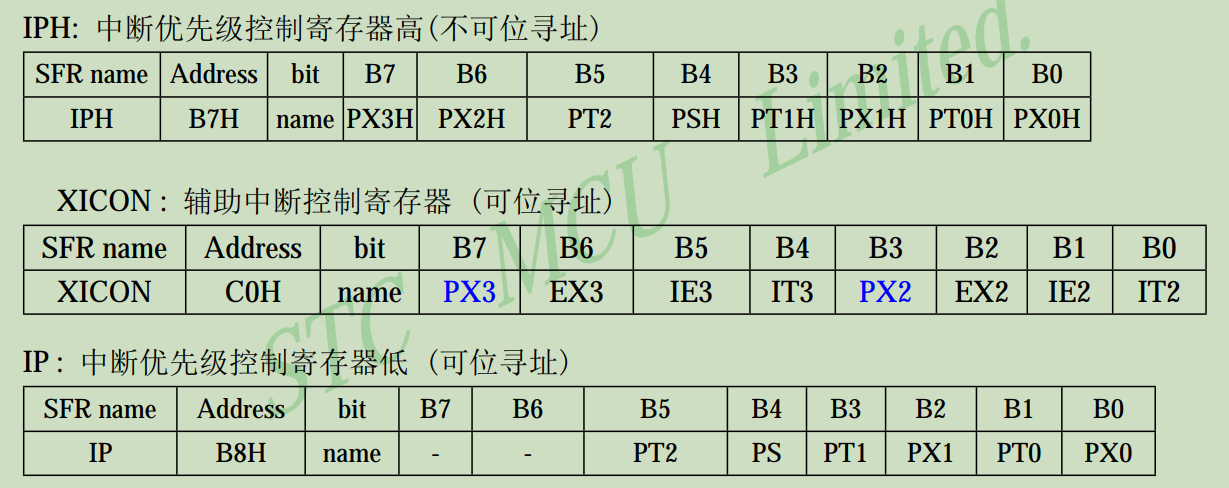 IPH: 中断优先级控制寄存器高(不可位寻址)
SFR name Address bit B7 B6 B5 B4 B3 B2 B1 B0
IPH B7H name PX3H PX2H PT2 PSH PT1H PX1H PT0H PX0H
XICON : 辅助中断控制寄存器 (可位寻址)
SFR name Address bit B7 B6 B5 B4 B3 B2 B1 B0
XICON C0H name PX3 EX3 IE3 IT3 PX2 EX2 IE2 IT2
IP : 中断优先级控制寄存器低 (可位寻址)
SFR name Address bit B7 B6 B5 B4 B3 B2 B1 B0
IP B8H name - - PT2 PS PT1 PX1 PT0 PX0
STC MCU Limited.